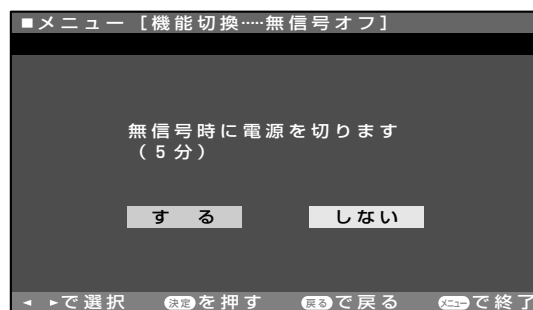 ■メニュー [機能切換……無信号オフ]
無信号時に電源を切ります
(5分)
する しない
◄ ►で選択 決定を押す 戻るで戻る メニューで終了